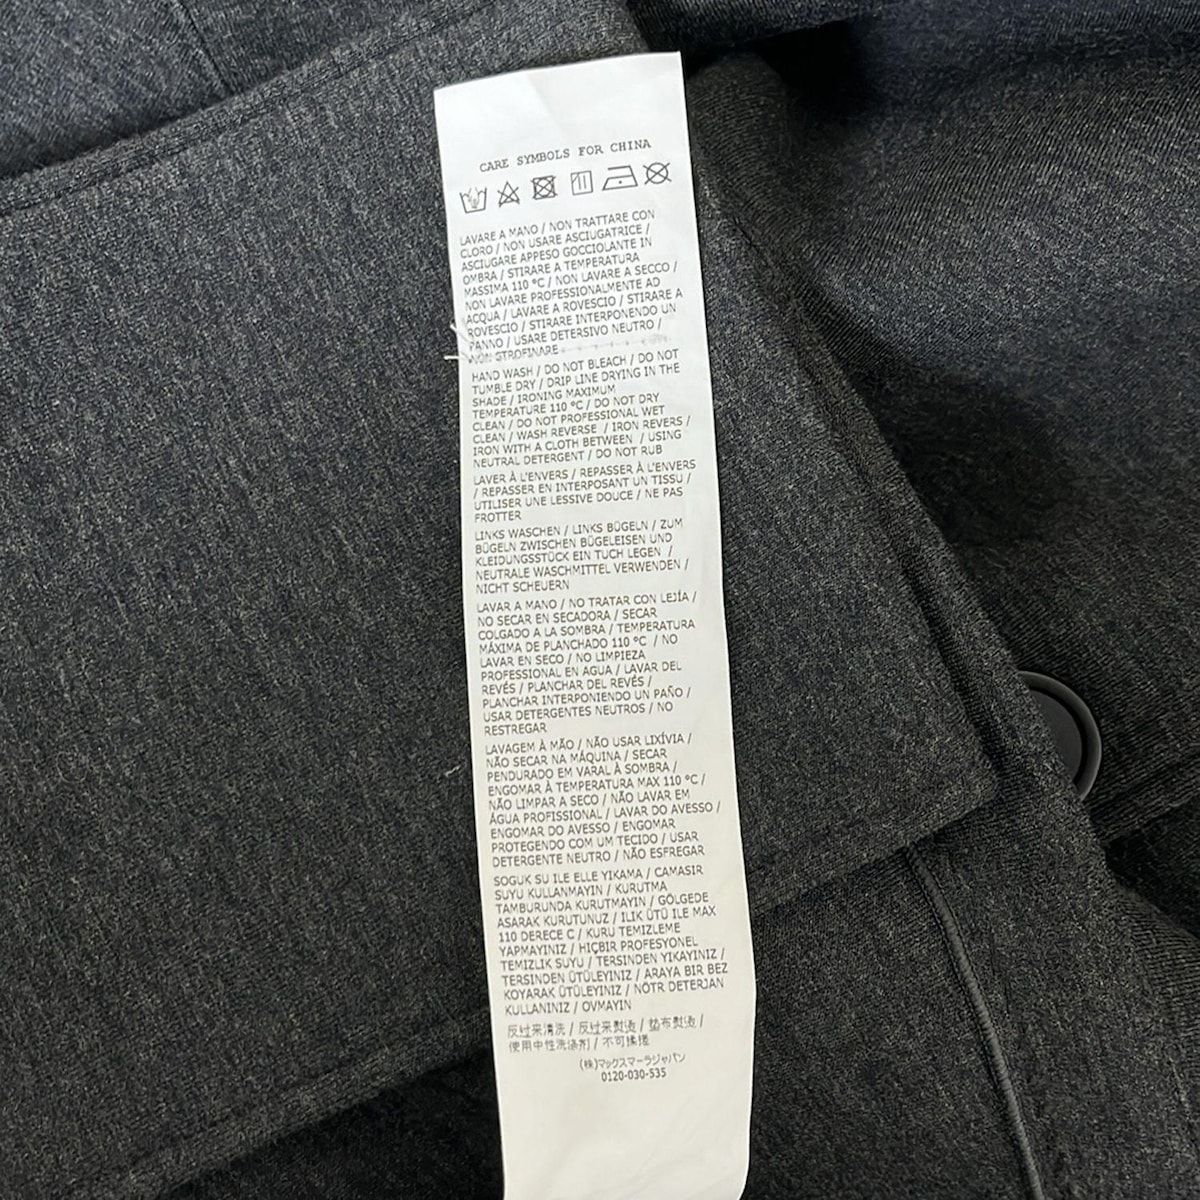 CARE SYMBOLS FOR CHINA
LAVARE A MANO / NON TRATTARE CON
CLORO / NON USARE ASCIUGATRICE /
ASCIUGARE APPESO GOCCIOLANTE IN
OMBRA / STIRARE A TEMPERATURA
MASSIMA 110 °C / NON LAVARE A SECCO /
NON LAVARE PROFESSIONALMENTE AD
ACQUA / LAVARE A ROVESCIO / STIRARE A
ROVESCIO / STIRARE INTERPONENDO UN
PANNO / USARE DETERSIVO NEUTRO /
NON STROFINARE
HAND WASH / DO NOT BLEACH / DO NOT
TUMBLE DRY / DRIP LINE DRYING IN THE
SHADE / IRONING MAXIMUM
TEMPERATURE 110 °C / DO NOT DRY
CLEAN / DO NOT PROFESSIONAL WET
CLEAN / WASH REVERSE / IRON REVERS /
IRON WITH A CLOTH BETWEEN / USING
NEUTRAL DETERGENT / DO NOT RUB
LAVER À L'ENVERS / REPASSER À L'ENVERS
/ REPASSER EN INTERPOSANT UN TISSU /
UTILISER UNE LESSIVE DOUCE / NE PAS
FROTTER
LINKS WASCHEN / LINKS BÜGELN / ZUM
BÜGELN ZWISCHEN BÜGELEISEN UND
KLEIDUNGSSTÜCK EIN TUCH LEGEN /
NEUTRALE WASCHMITTEL VERWENDEN /
NICHT SCHEUERN
LAVAR A MANO / NO TRATAR CON LEJÍA /
NO SECAR EN SECADORA / SECAR
COLGADO A LA SOMBRA / TEMPERATURA
MÁXIMA DE PLANCHADO 110 °C / NO
LAVAR EN SECO / NO LIMPIEZA
PROFESSIONAL EN AGUA / LAVAR DEL
REVÉS / PLANCHAR DEL REVÉS /
PLANCHAR INTERPONIENDO UN PAÑO /
USAR DETERGENTES NEUTROS / NO
RESTREGAR
LAVAGEM À MÃO / NÃO USAR LIXÍVIA /
NÃO SECAR NA MÁQUINA / SECAR
PENDURADO EM VARAL À SOMBRA /
ENGOMAR À TEMPERATURA MAX 110 °C /
NÃO LIMPAR A SECO / NÃO LAVAR EM
ÁGUA PROFISSIONAL / LAVAR DO AVESSO /
ENGOMAR DO AVESSO / ENGOMAR
PROTEGENDO COM UM TECIDO / USAR
DETERGENTE NEUTRO / NÃO ESFREGAR
SOGUK SU ILE ELLE YIKAMA / CAMASIR
SUYU KULLANMAYIN / KURUTMA
TAMBURUNDA KURUTMAYIN / GÖLGEDE
ASARAK KURUTUNUZ / ILIK ÜTÜ ILE MAX
110 DERECE C / KURU TEMIZLEME
YAPMAYINIZ / HIÇBIR PROFESYONEL
TEMIZLIK SUYU / TERSINDEN YIKAYINIZ /
TERSINDEN ÜTÜLEYINIZ / ARAYA BIR BEZ
KOYARAK ÜTÜLEYINIZ / NÖTR DETERJAN
KULLANINIZ / OVMAYIN
反过来清洗 / 反过来熨烫 / 垫布熨烫 /
使用中性洗涤剂 / 不可揉搓
(株)マックスマーラジャパン
0120-030-535